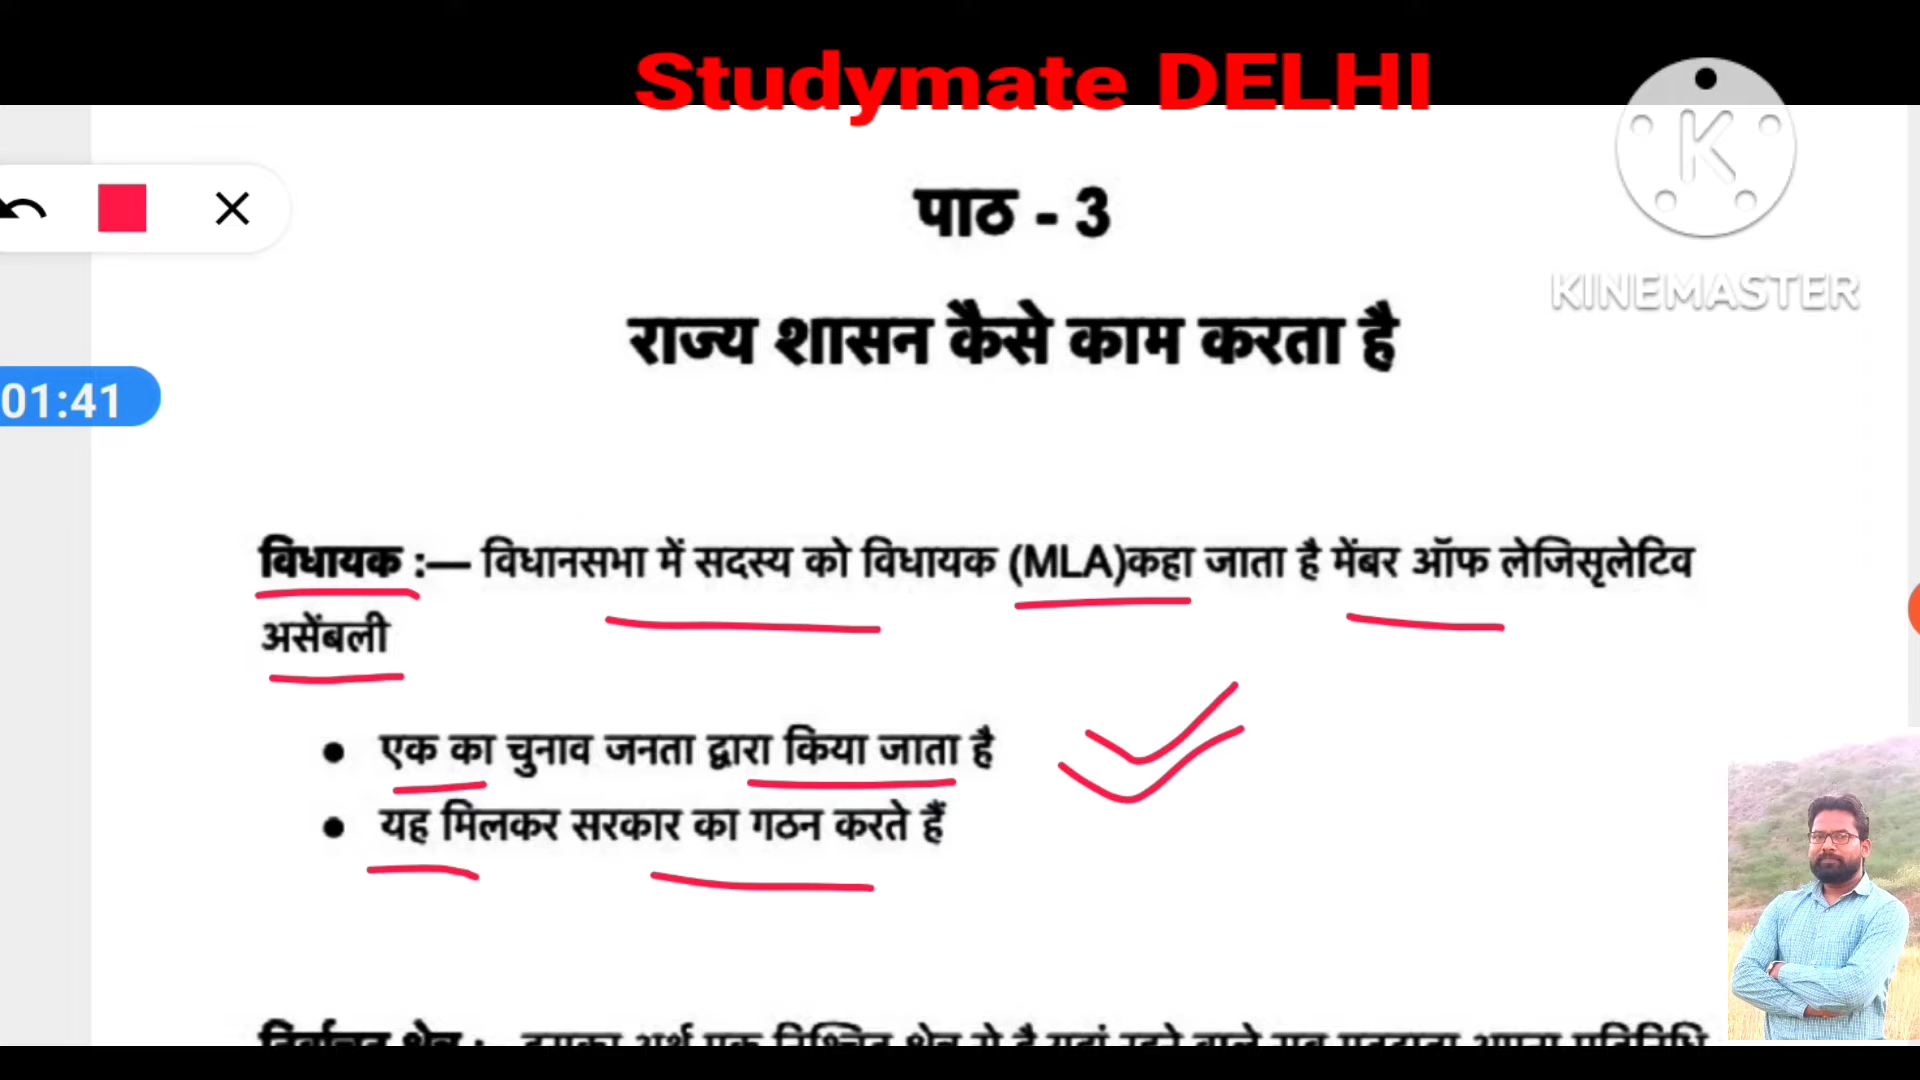 Studymate DELHI
K
KINEMASTER
पाठ - 3
राज्य शासन कैसे काम करता है
01:41
विधायक :— विधानसभा में सदस्य को विधायक (MLA)कहा जाता है मेंबर ऑफ लेजिसृलेटिव
असेंबली
● एक का चुनाव जनता द्वारा किया जाता है
● यह मिलकर सरकार का गठन करते हैं